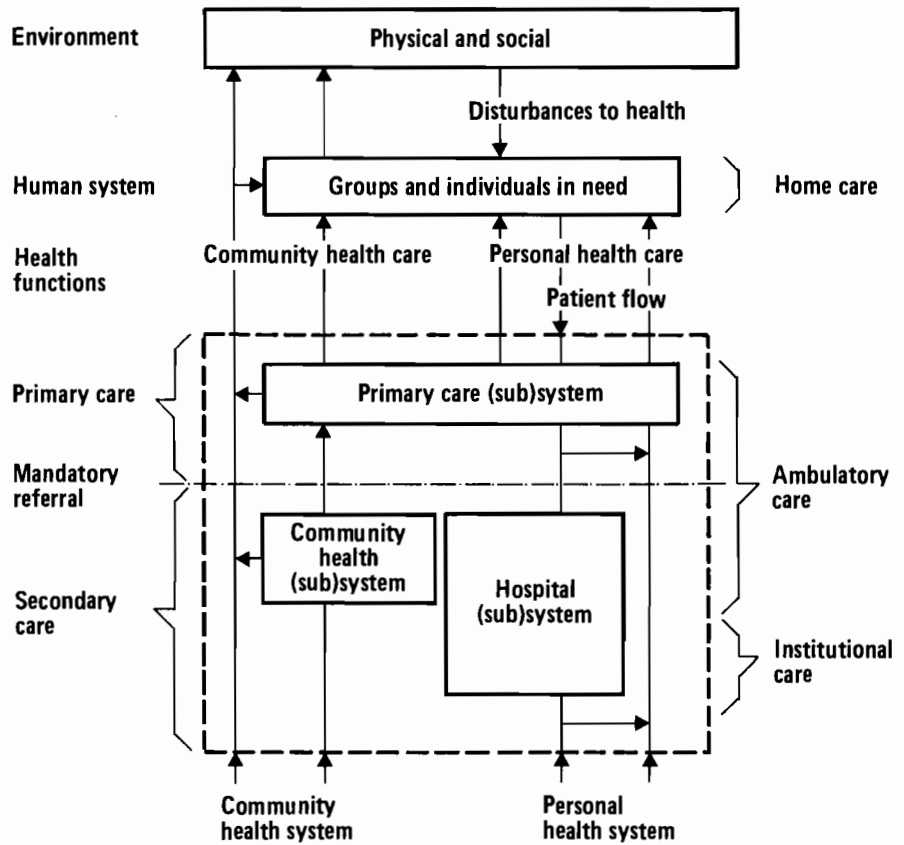 Environment
Physical and social
Disturbances to health
Human system
Groups and individuals in need
Home care
Health
functions
Community health care
Personal health care
Patient flow
Primary care
Primary care (sub)system
Mandatory
referral
Ambulatory
care
Community
health
(sub)system
Hospital
(sub)system
Secondary
care
Institutional
care
Community
health system
Personal
health system